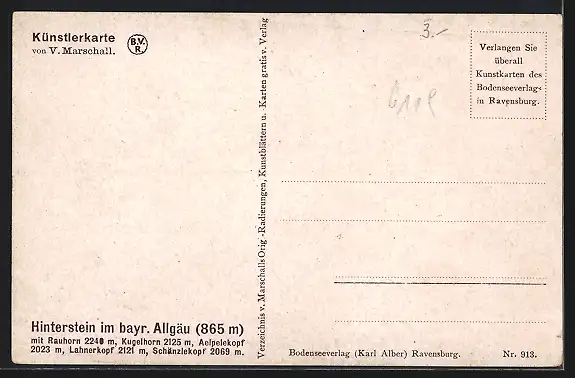 Künstlerkarte
von V. Marschall.
B.V.
R.
Hinterstein im bayr. Allgäu (865 m)
mit Rauhorn 2240 m, Kugelhorn 2125 m, Aelpelekopf
2023 m, Lahnerkopf 2121 m, Schänzlekopf 2069 m.
Verzeichnis v. Marschalls Orig.-Radierungen, Kunstblättern u. Karten gratis v. Verlag
3.-
Verlangen Sie
überall
Kunstkarten des
Bodenseeverlag<
in Ravensburg.
Bodenseeverlag (Karl Alber) Ravensburg.
Nr. 913.